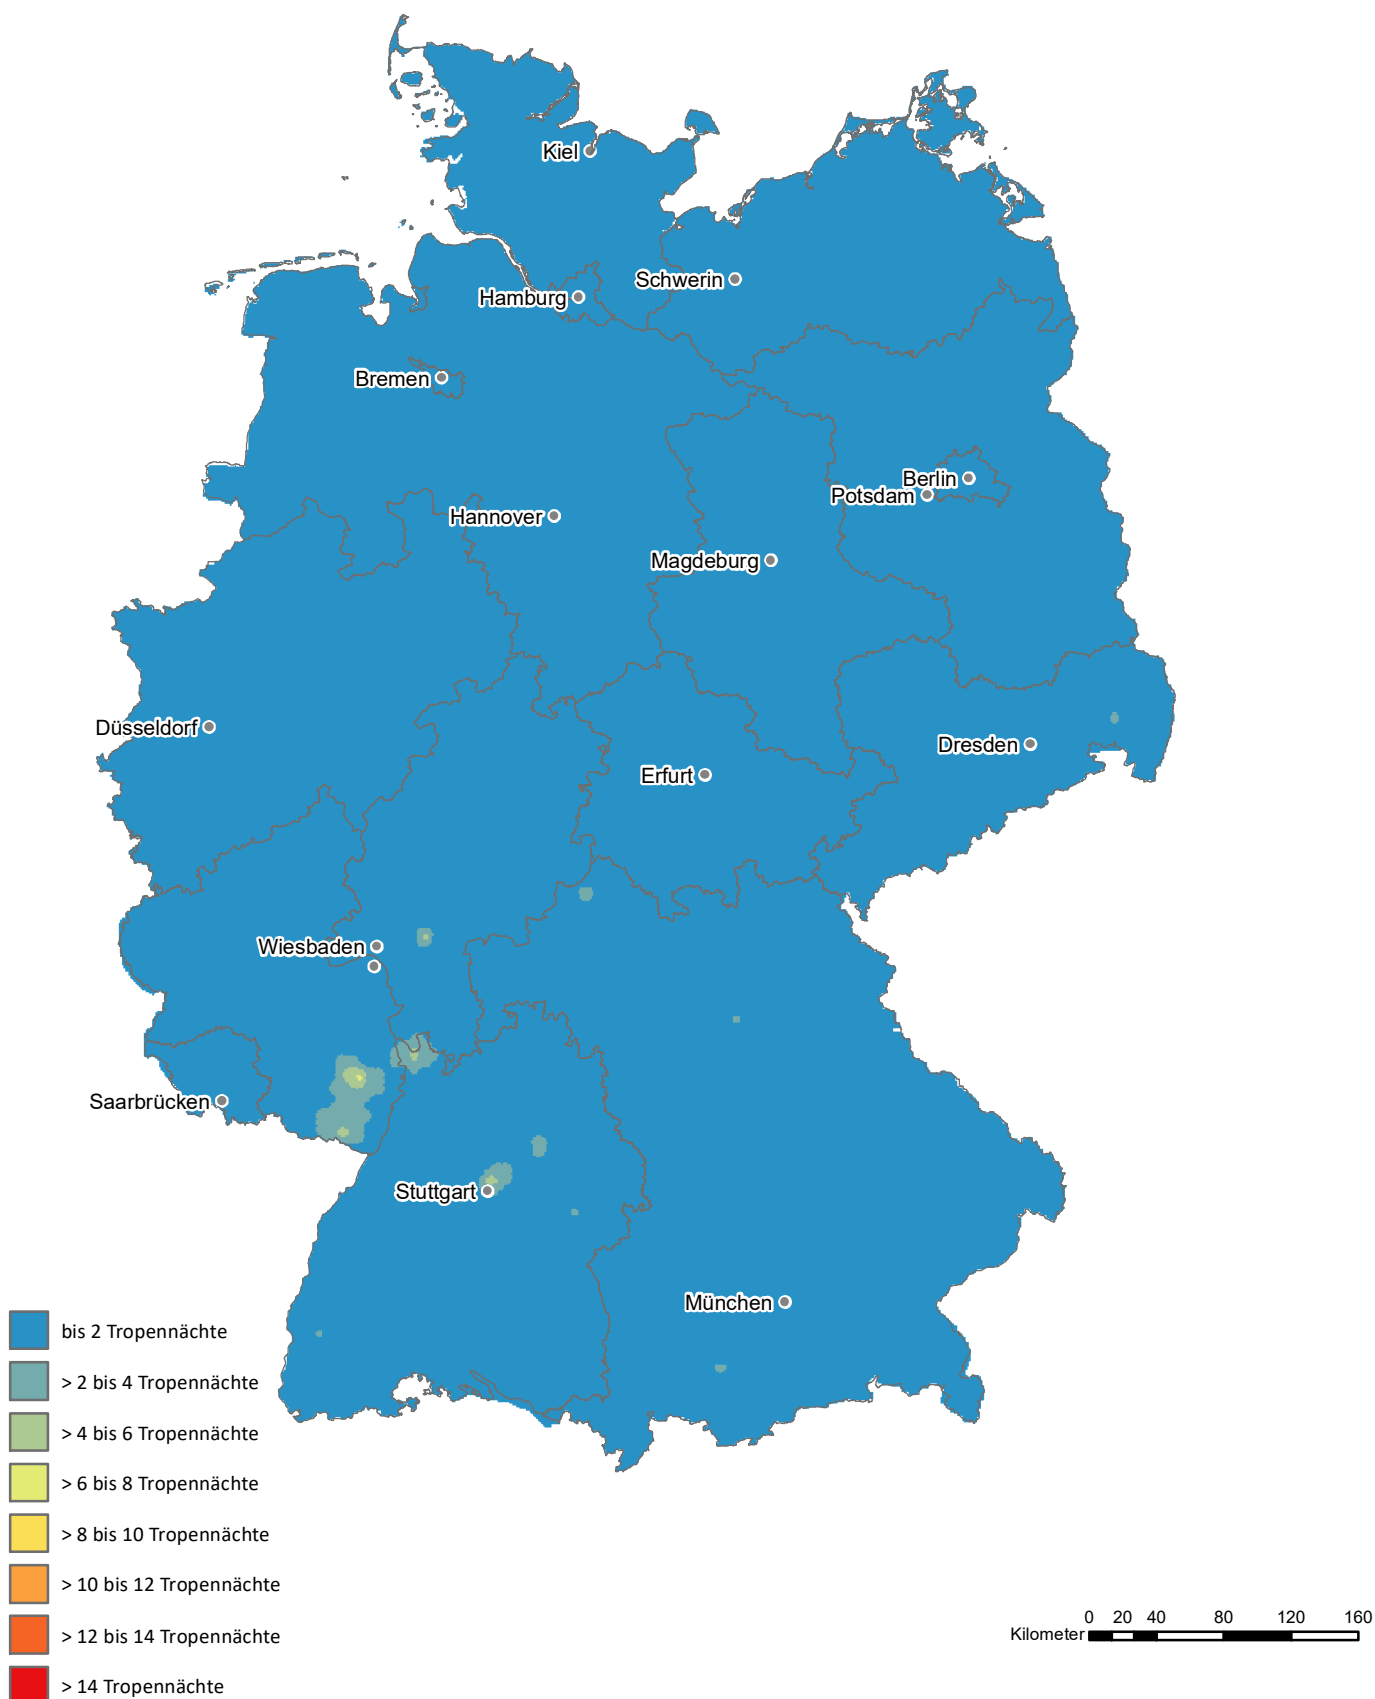 Kiel
Schwerin
Hamburg
Bremen
Berlin
Potsdam
Hannover
Magdeburg
Düsseldorf
Dresden
Erfurt
Wiesbaden
Saarbrücken
Stuttgart
München
bis 2 Tropennächte
> 2 bis 4 Tropennächte
> 4 bis 6 Tropennächte
> 6 bis 8 Tropennächte
> 8 bis 10 Tropennächte
> 10 bis 12 Tropennächte
> 12 bis 14 Tropennächte
> 14 Tropennächte
0 20 40 80 120 160
Kilometer